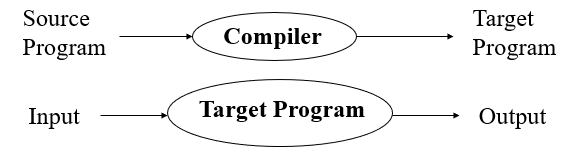 Source
Program
Compiler
Target
Program
Input
Target Program
Output